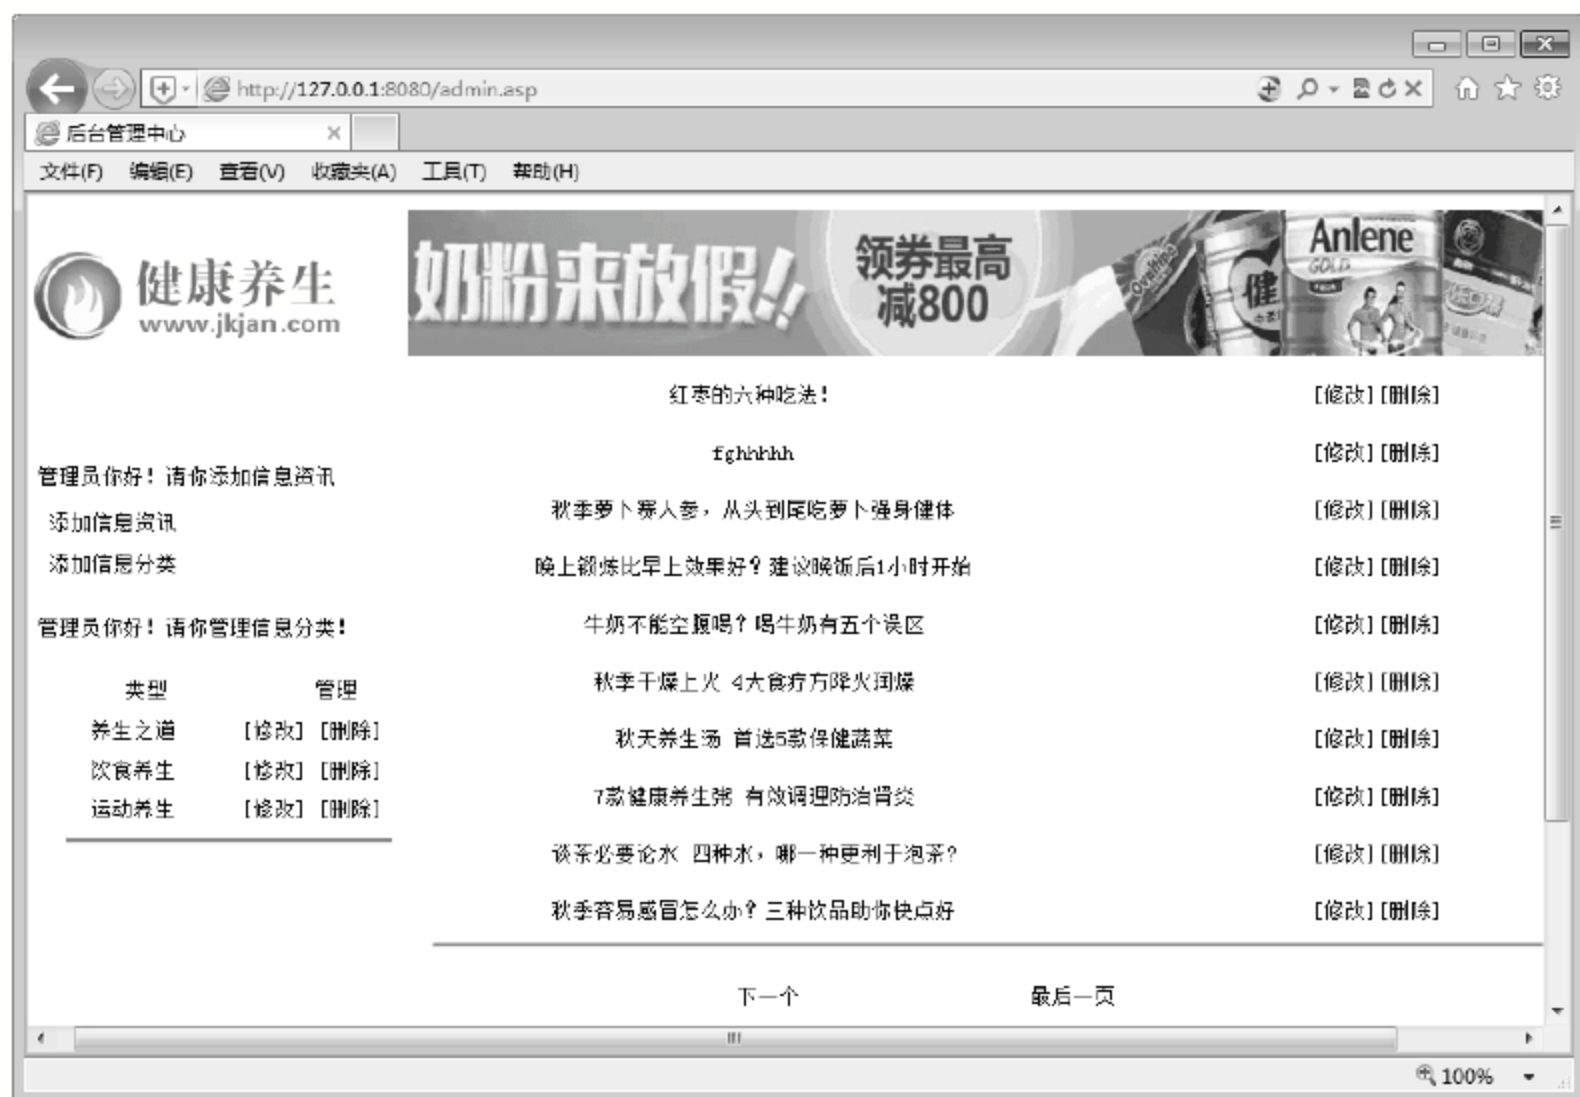 http://127.0.0.1:8080/admin.asp
后台管理中心
文件(F) 编辑(E) 查看(V) 收藏夹(A) 工具(T) 帮助(H)
健康养生
www.jkjan.com
奶粉来放假!!
领券最高
减800
Anlene
GOLD
健
红枣的六种吃法! [修改][删除]
fghhhhh [修改][删除]
秋季萝卜赛人参，从头到尾吃萝卜强身健体 [修改][删除]
晚上锻炼比早上效果好？建议晚饭后1小时开始 [修改][删除]
牛奶不能空腹喝？喝牛奶有五个误区 [修改][删除]
秋季干燥上火 4大食疗方降火润燥 [修改][删除]
秋天养生汤 首选5款保健蔬菜 [修改][删除]
7款健康养生粥 有效调理防治肾炎 [修改][删除]
谈茶必要论水 四种水，哪一种更利于泡茶? [修改][删除]
秋季容易感冒怎么办？三种饮品助你快点好 [修改][删除]
下一个 最后一页
管理员你好！请你添加信息资讯
添加信息资讯
添加信息分类
管理员你好！请你管理信息分类！
类型 管理
养生之道 [修改] [删除]
饮食养生 [修改] [删除]
运动养生 [修改] [删除]
100%